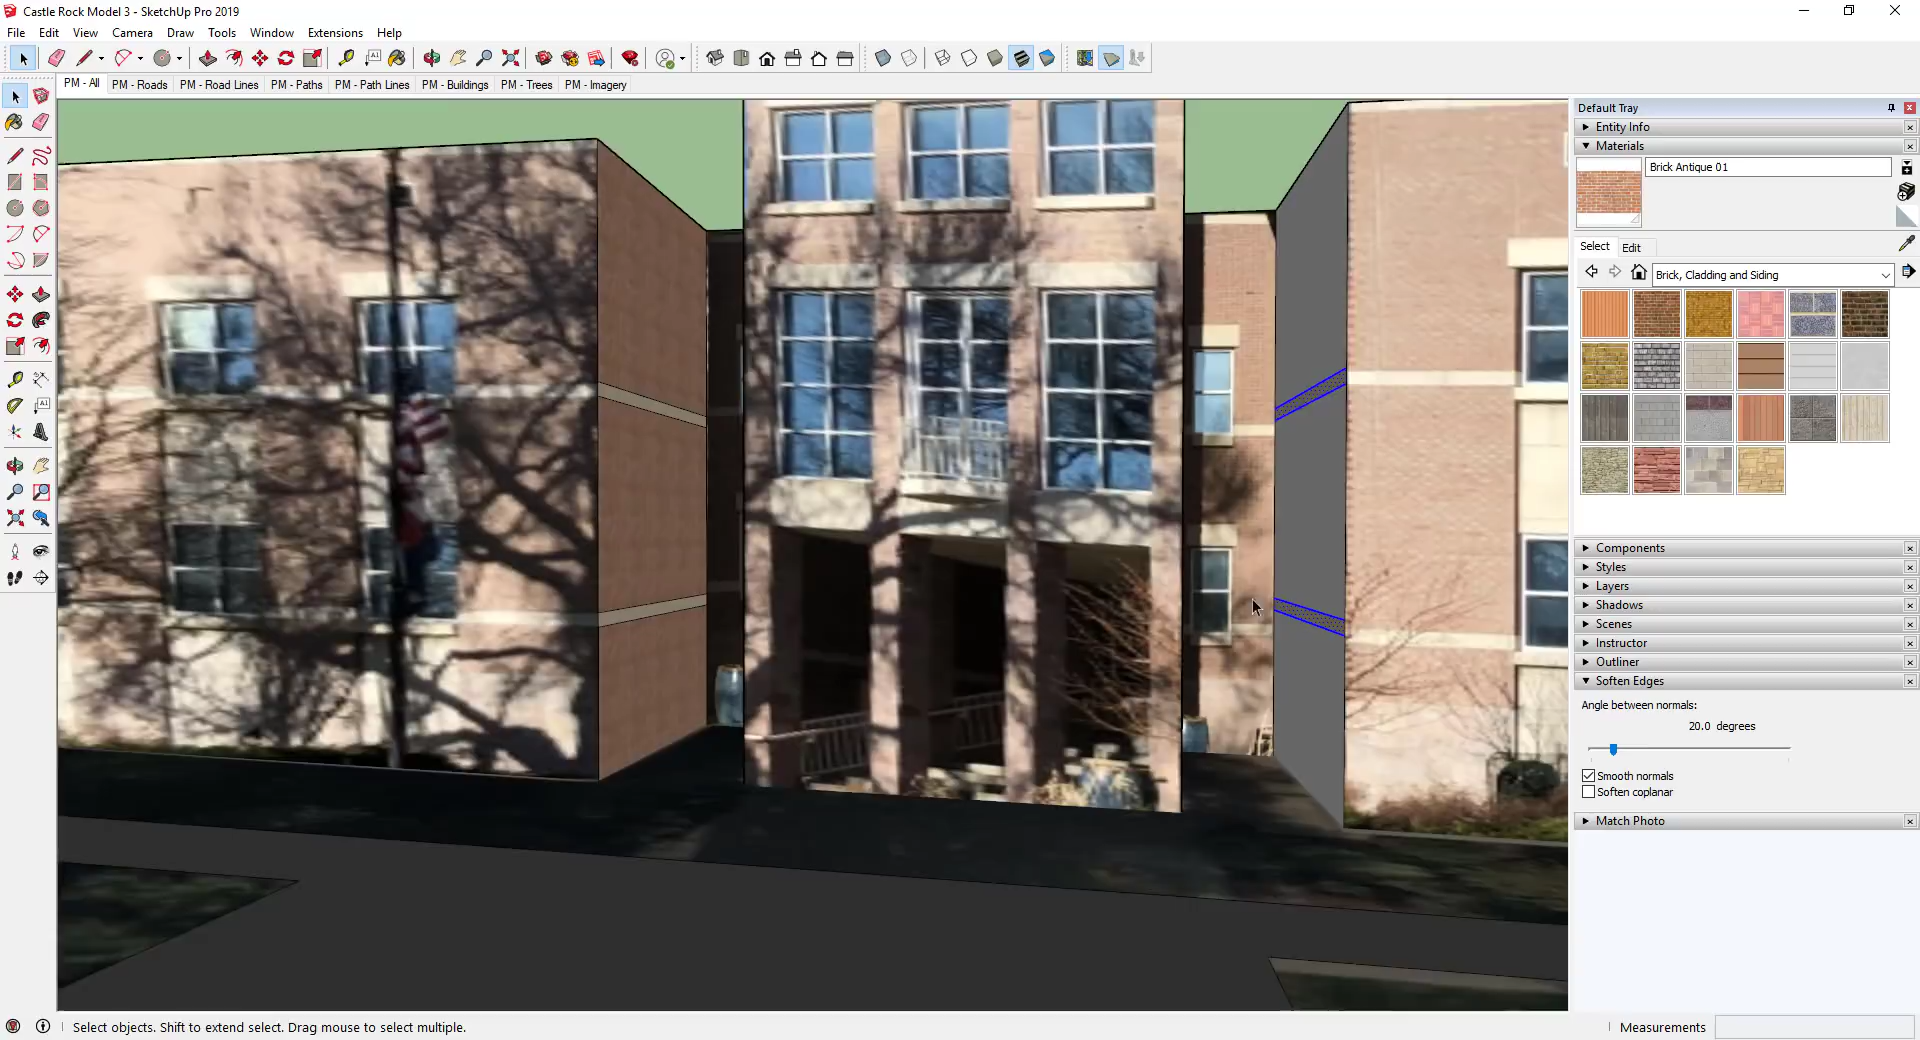 Castle Rock Model 3 - SketchUp Pro 2019
File Edit View Camera Draw Tools Window Extensions Help
PM - All PM - Roads PM - Road Lines PM - Paths PM - Path Lines PM - Buildings PM - Trees PM - Imagery
Default Tray
Entity Info
Materials
Brick Antique 01
Select Edit
Brick, Cladding and Siding
Components
Styles
Layers
Shadows
Scenes
Instructor
Outliner
Soften Edges
Angle between normals:
20.0 degrees
Smooth normals
Soften coplanar
Match Photo
Select objects. Shift to extend select. Drag mouse to select multiple.
Measurements